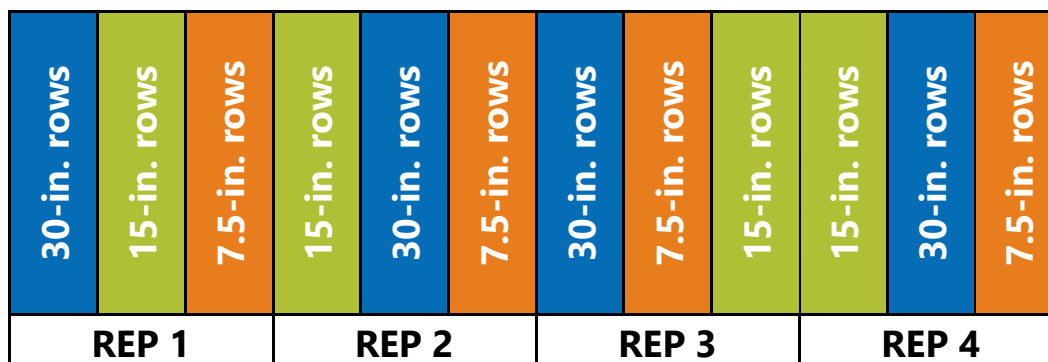 30-in. rows
15-in. rows
7.5-in. rows
15-in. rows
30-in. rows
7.5-in. rows
30-in. rows
7.5-in. rows
15-in. rows
15-in. rows
30-in. rows
7.5-in. rows
REP 1
REP 2
REP 3
REP 4